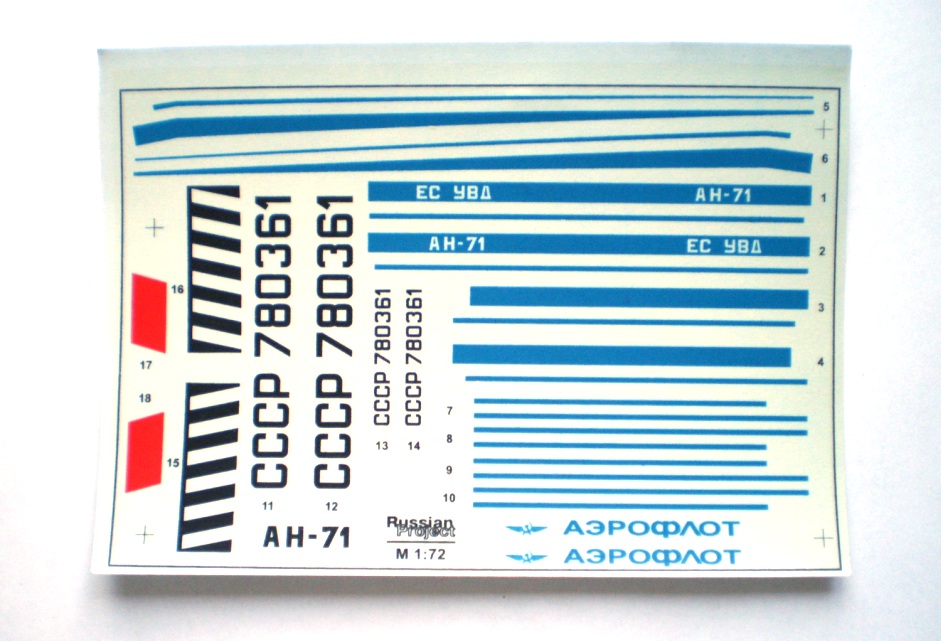 5
6
ЕС УВД АН-71
1
АН-71 ЕС УВД
2
16
3
4
17
18
7
8
9
10
15
СССР 780361
СССР 780361
СССР 780361
СССР 780361
13
14
11
12
АН-71
Russian
Project
М 1:72
АЭРОФЛОТ
АЭРОФЛОТ